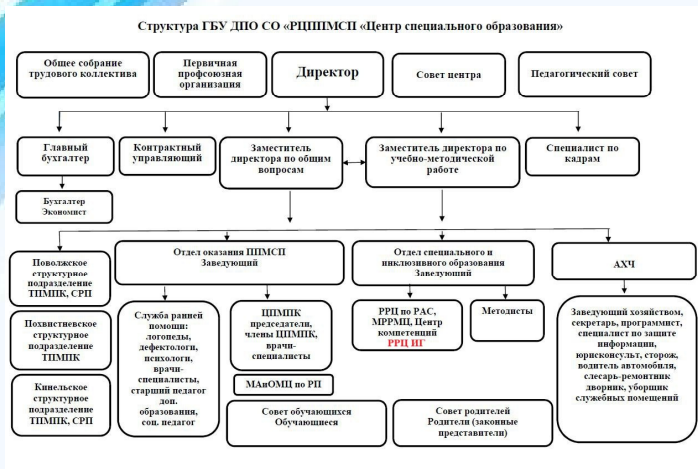 Структура ГБУ ДПО СО «РЦППМСП «Центр специального образования»
Общее собрание
трудового коллектива
Первичная
профсоюзная
организация
Директор
Совет центра
Педагогический совет
Главный
бухгалтер
Контрактный
управляющий
Заместитель
директора по общим
вопросам
Заместитель директора по
учебно-методической
работе
Специалист по
кадрам
Бухгалтер
Экономист
Поволжское
структурное
подразделение
ТПМПК, СРП
Отдел оказания ППМСП
Заведующий
Отдел специального и
инклюзивного образования
Заведующий
АХЧ
Похвистневское
структурное
подразделение
ТПМПК
Служба ранней
помощи:
логопеды,
дефектологи,
психологи,
врачи-
специалисты,
старший педагог
доп.
образования,
соц. педагог
ЦПМПК
председатели,
члены ЦПМПК,
врачи-
специалисты
РРЦ по РАС,
МРРМЦ, Центр
компетенций
РРЦ ИГ
Методисты
Заведующий хозяйством,
секретарь, программист,
специалист по защите
информации,
юрисконсульт, сторож,
водитель автомобиля,
слесарь-ремонтник
дворник, уборщик
служебных помещений
Кинельское
структурное
подразделение
ТПМПК, СРП
МАиОМЦ по РП
Совет обучающихся
Обучающиеся
Совет родителей
Родители (законные
представители)